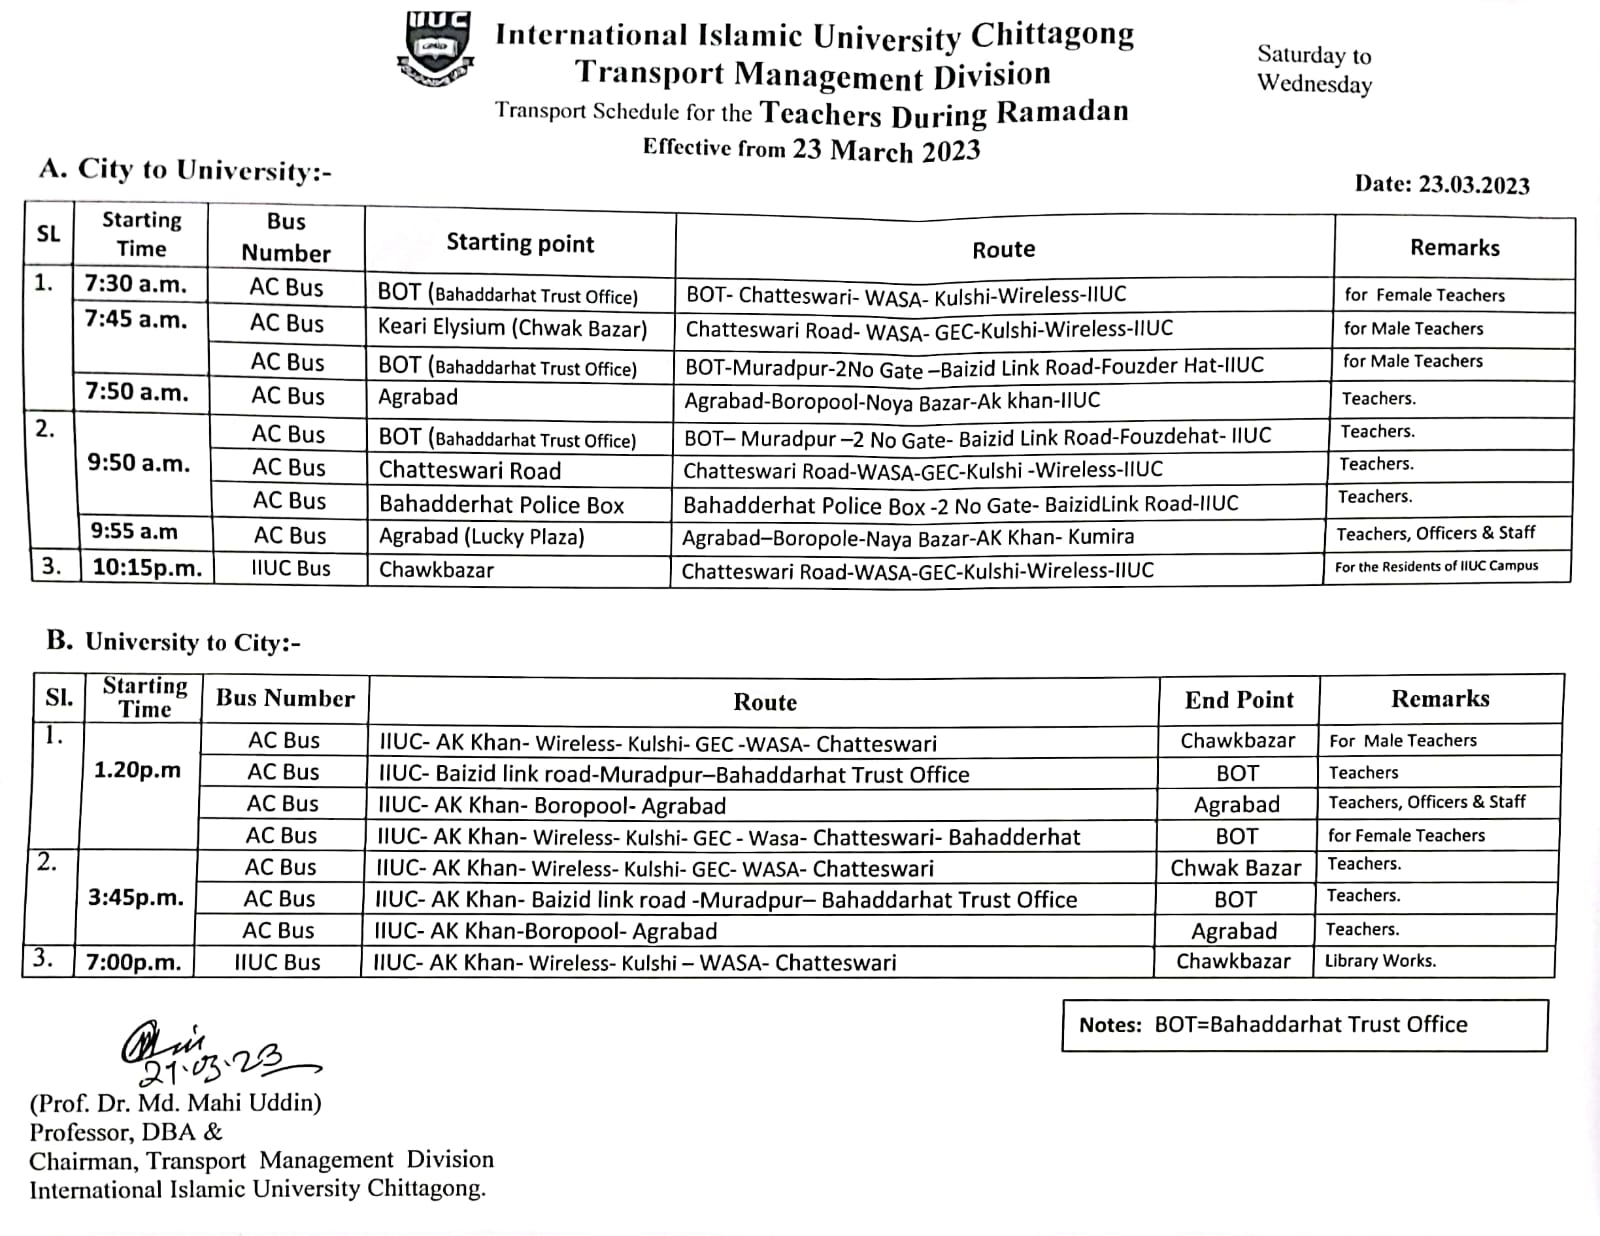 IIUC
International Islamic University Chittagong
Transport Management Division
Transport Schedule for the Teachers During Ramadan
Effective from 23 March 2023
Saturday to
Wednesday
A. City to University:-
Date: 23.03.2023
SL Starting Time Bus Number Starting point Route Remarks
1. 7:30 a.m. AC Bus BOT (Bahaddarhat Trust Office) BOT- Chatteswari- WASA- Kulshi-Wireless-IIUC for Female Teachers
7:45 a.m. AC Bus Keari Elysium (Chwak Bazar) Chatteswari Road- WASA- GEC-Kulshi-Wireless-IIUC for Male Teachers
AC Bus BOT (Bahaddarhat Trust Office) BOT-Muradpur-2No Gate –Baizid Link Road-Fouzder Hat-IIUC for Male Teachers
7:50 a.m. AC Bus Agrabad Agrabad-Boropool-Noya Bazar-Ak khan-IIUC Teachers.
2. 9:50 a.m. AC Bus BOT (Bahaddarhat Trust Office) BOT– Muradpur –2 No Gate- Baizid Link Road-Fouzdehat- IIUC Teachers.
AC Bus Chatteswari Road Chatteswari Road-WASA-GEC-Kulshi -Wireless-IIUC Teachers.
AC Bus Bahadderhat Police Box Bahadderhat Police Box -2 No Gate- BaizidLink Road-IIUC Teachers.
9:55 a.m AC Bus Agrabad (Lucky Plaza) Agrabad–Boropole-Naya Bazar-AK Khan- Kumira Teachers, Officers & Staff
3. 10:15p.m. IIUC Bus Chawkbazar Chatteswari Road-WASA-GEC-Kulshi-Wireless-IIUC For the Residents of IIUC Campus
B. University to City:-
Sl. Starting Time Bus Number Route End Point Remarks
1. 1.20p.m AC Bus IIUC- AK Khan- Wireless- Kulshi- GEC -WASA- Chatteswari Chawkbazar For Male Teachers
AC Bus IIUC- Baizid link road-Muradpur–Bahaddarhat Trust Office BOT Teachers
AC Bus IIUC- AK Khan- Boropool- Agrabad Agrabad Teachers, Officers & Staff
AC Bus IIUC- AK Khan- Wireless- Kulshi- GEC - Wasa- Chatteswari- Bahadderhat BOT for Female Teachers
2. 3:45p.m. AC Bus IIUC- AK Khan- Wireless- Kulshi- GEC- WASA- Chatteswari Chwak Bazar Teachers.
AC Bus IIUC- AK Khan- Baizid link road -Muradpur– Bahaddarhat Trust Office BOT Teachers.
AC Bus IIUC- AK Khan-Boropool- Agrabad Agrabad Teachers.
3. 7:00p.m. IIUC Bus IIUC- AK Khan- Wireless- Kulshi – WASA- Chatteswari Chawkbazar Library Works.
Notes: BOT=Bahaddarhat Trust Office
21.03.23
(Prof. Dr. Md. Mahi Uddin)
Professor, DBA &
Chairman, Transport Management Division
International Islamic University Chittagong.